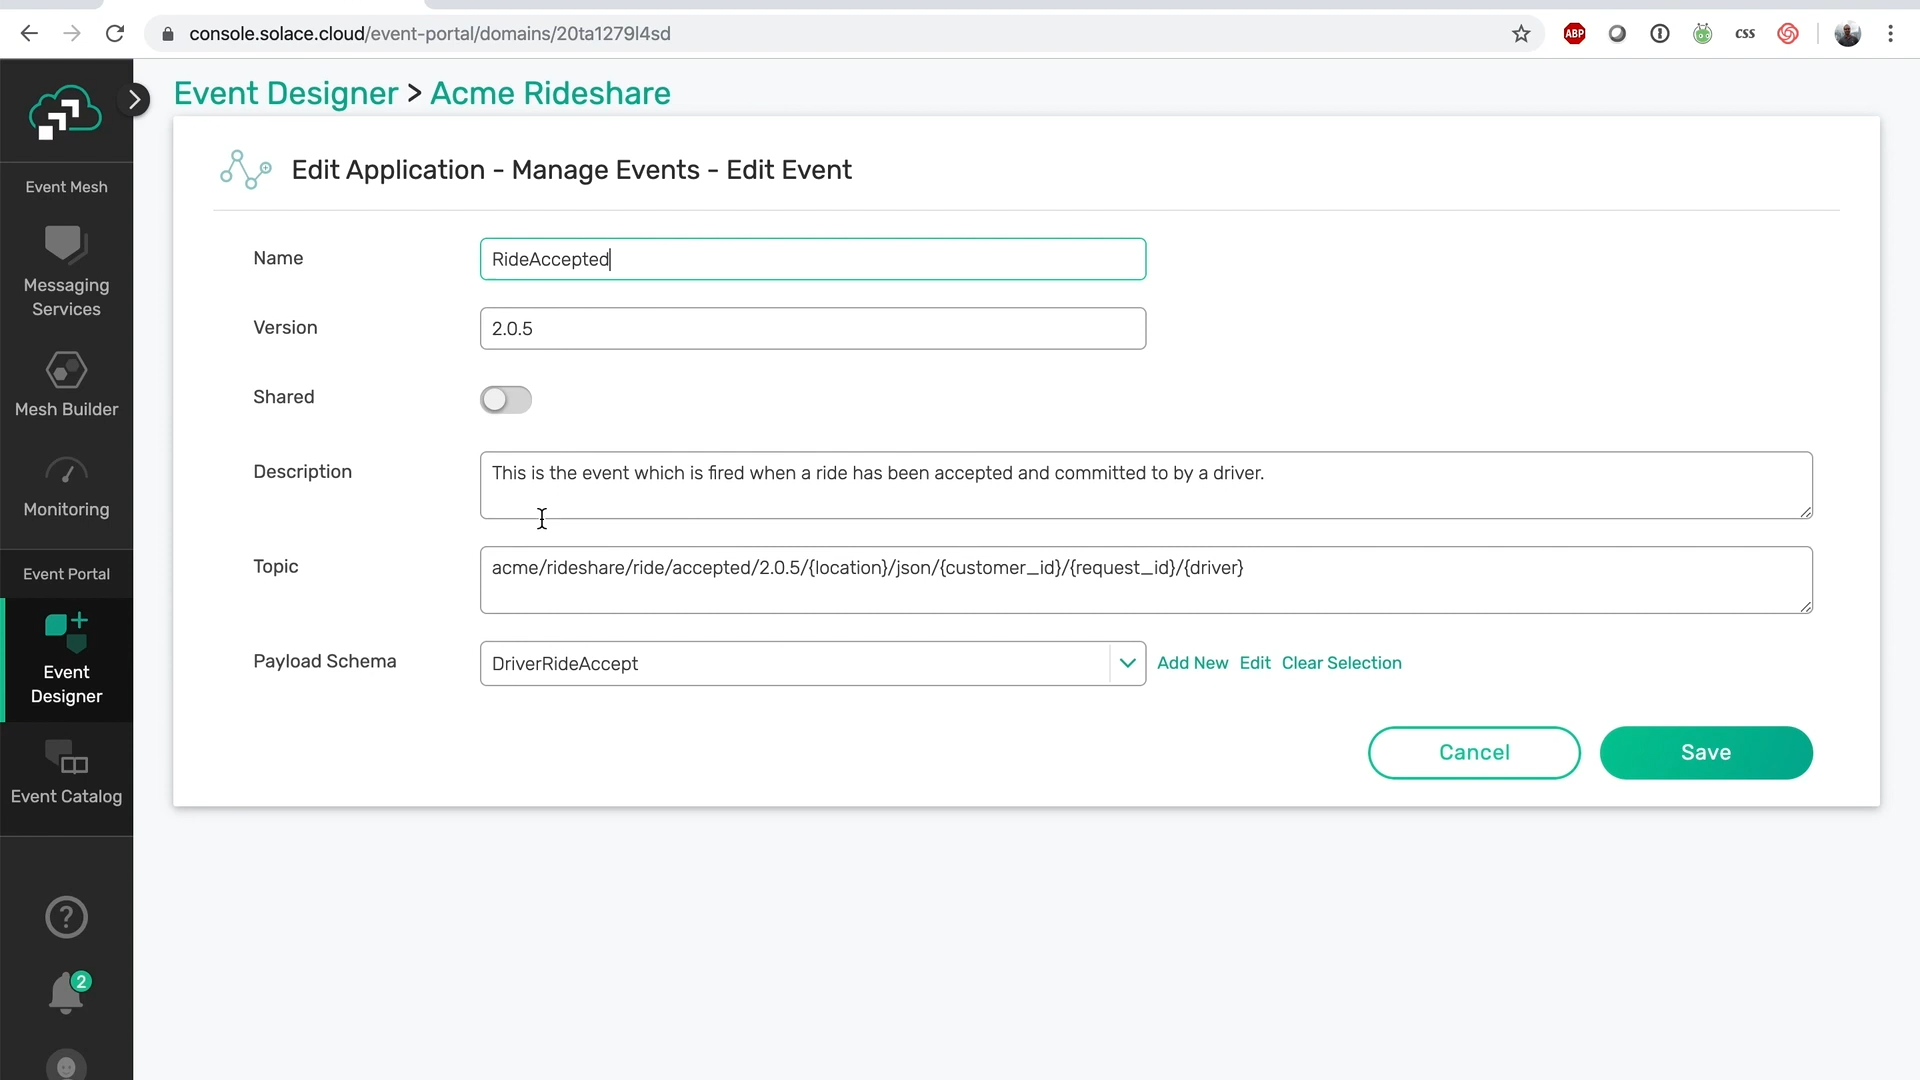 console.solace.cloud/event-portal/domains/20ta1279l4sd
ABP
css
Event Designer > Acme Rideshare
Edit Application - Manage Events - Edit Event
Event Mesh
Messaging
Services
Mesh Builder
Monitoring
Event Portal
Event
Designer
Event Catalog
?
2
Name
RideAccepted
Version
2.0.5
Shared
Description
This is the event which is fired when a ride has been accepted and committed to by a driver.
Topic
acme/rideshare/ride/accepted/2.0.5/{location}/json/{customer_id}/{request_id}/{driver}
Payload Schema
DriverRideAccept
Add New Edit Clear Selection
Cancel
Save